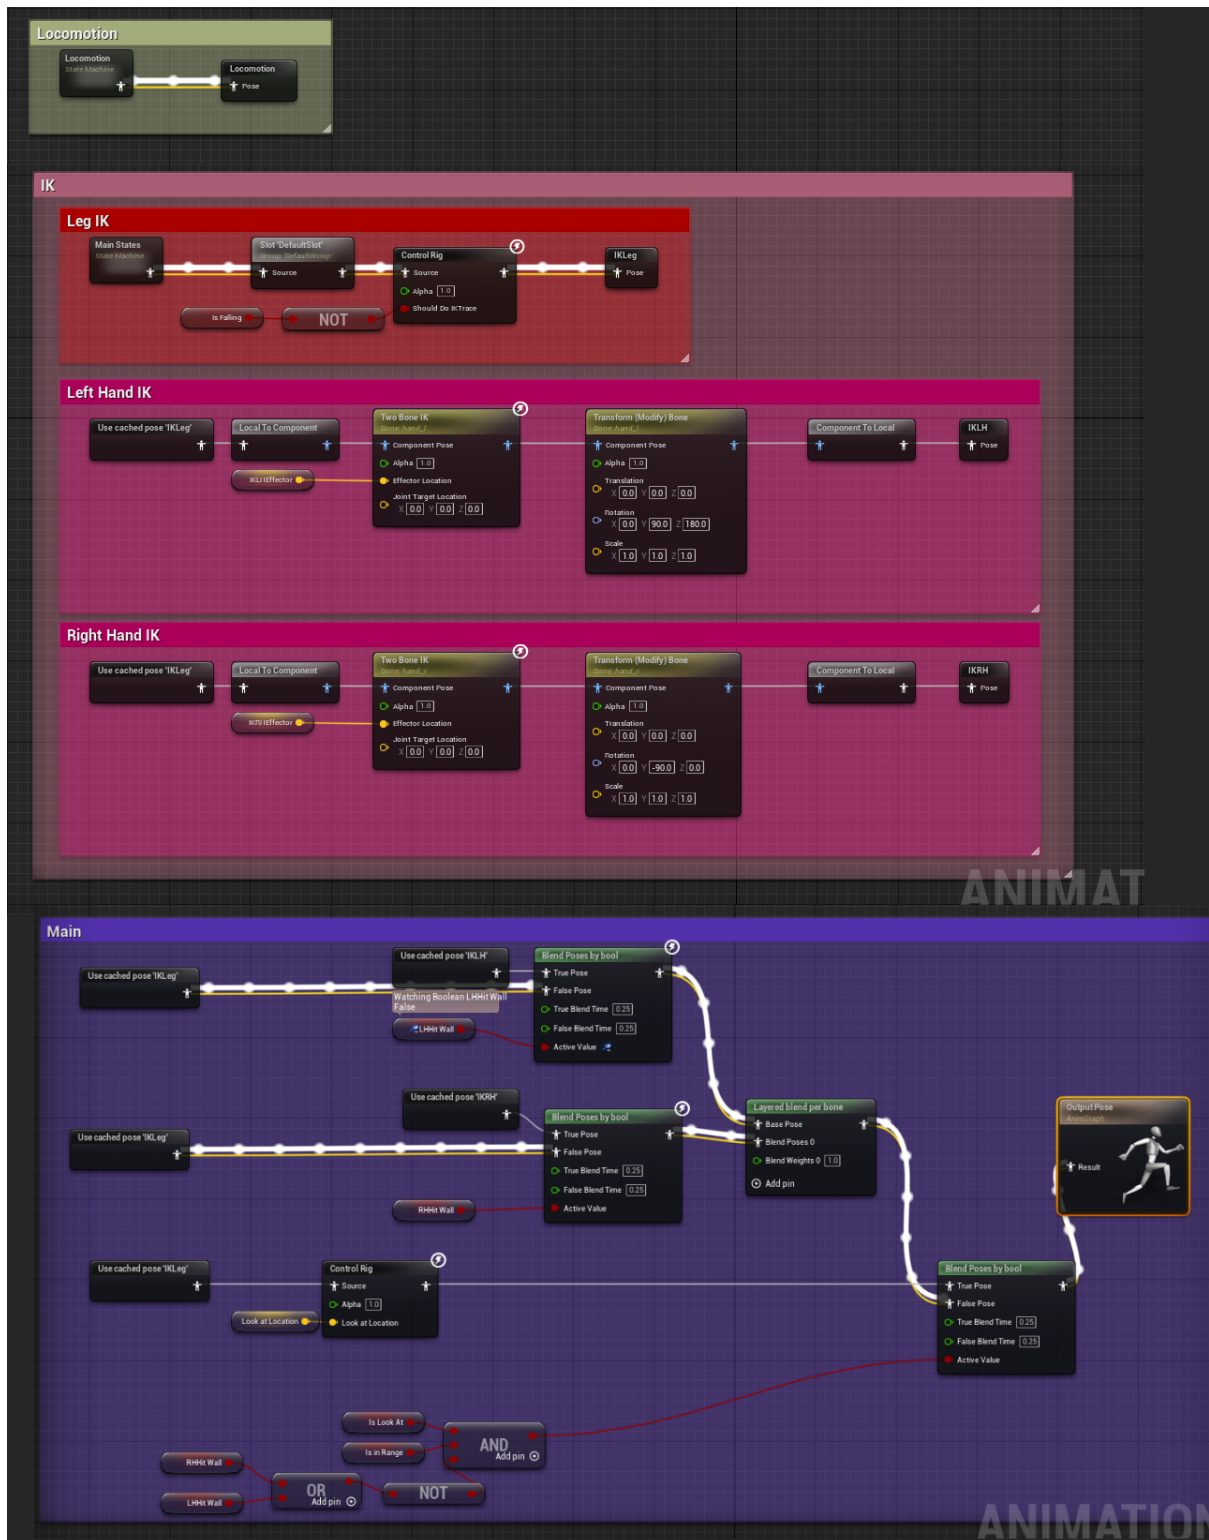 Locomotion
Locomotion
State Machine
Locomotion
Pose
IK
Leg IK
Main States
State Machine
Slot 'DefaultSlot'
Group 'DefaultGroup'
Source
Control Rig
Source
Alpha 1.0
Should Do IKTrace
IKLeg
Pose
Is Falling
NOT
Left Hand IK
Use cached pose 'IKLeg'
Local To Component
Two Bone IK
Component Pose
Alpha 1.0
Effector Location
Joint Target Location
X 0.0 Y 0.0 Z 0.0
Transform (Modify) Bone
Component Pose
Alpha 1.0
Translation
X 0.0 Y 0.0 Z 0.0
Rotation
X 0.0 Y 90.0 Z 180.0
Scale
X 1.0 Y 1.0 Z 1.0
Component To Local
IKLH
Pose
Right Hand IK
Use cached pose 'IKLeg'
Local To Component
Two Bone IK
Component Pose
Alpha 1.0
Effector Location
Joint Target Location
X 0.0 Y 0.0 Z 0.0
Transform (Modify) Bone
Component Pose
Alpha 1.0
Translation
X 0.0 Y 0.0 Z 0.0
Rotation
X 0.0 Y -90.0 Z 0.0
Scale
X 1.0 Y 1.0 Z 1.0
Component To Local
IKRH
Pose
ANIMAT
Main
Use cached pose 'IKLeg'
Use cached pose 'IKLH'
Watching Boolean LHHit Wall
False
LHHit Wall
Blend Poses by bool
True Pose
False Pose
True Blend Time 0.25
False Blend Time 0.25
Active Value
Use cached pose 'IKLeg'
Use cached pose 'IKRH'
RHHit Wall
Blend Poses by bool
True Pose
False Pose
True Blend Time 0.25
False Blend Time 0.25
Active Value
Layered blend per bone
Base Pose
Blend Poses 0
Blend Weights 0 1.0
Add pin
Output Pose
AnimGraph
Result
Use cached pose 'IKLeg'
Look at Location
Control Rig
Source
Alpha 1.0
Look at Location
Blend Poses by bool
True Pose
False Pose
True Blend Time 0.25
False Blend Time 0.25
Active Value
Is Look At
Is in Range
AND
Add pin
RHHit Wall
LHHit Wall
OR
Add pin
NOT
ANIMATION